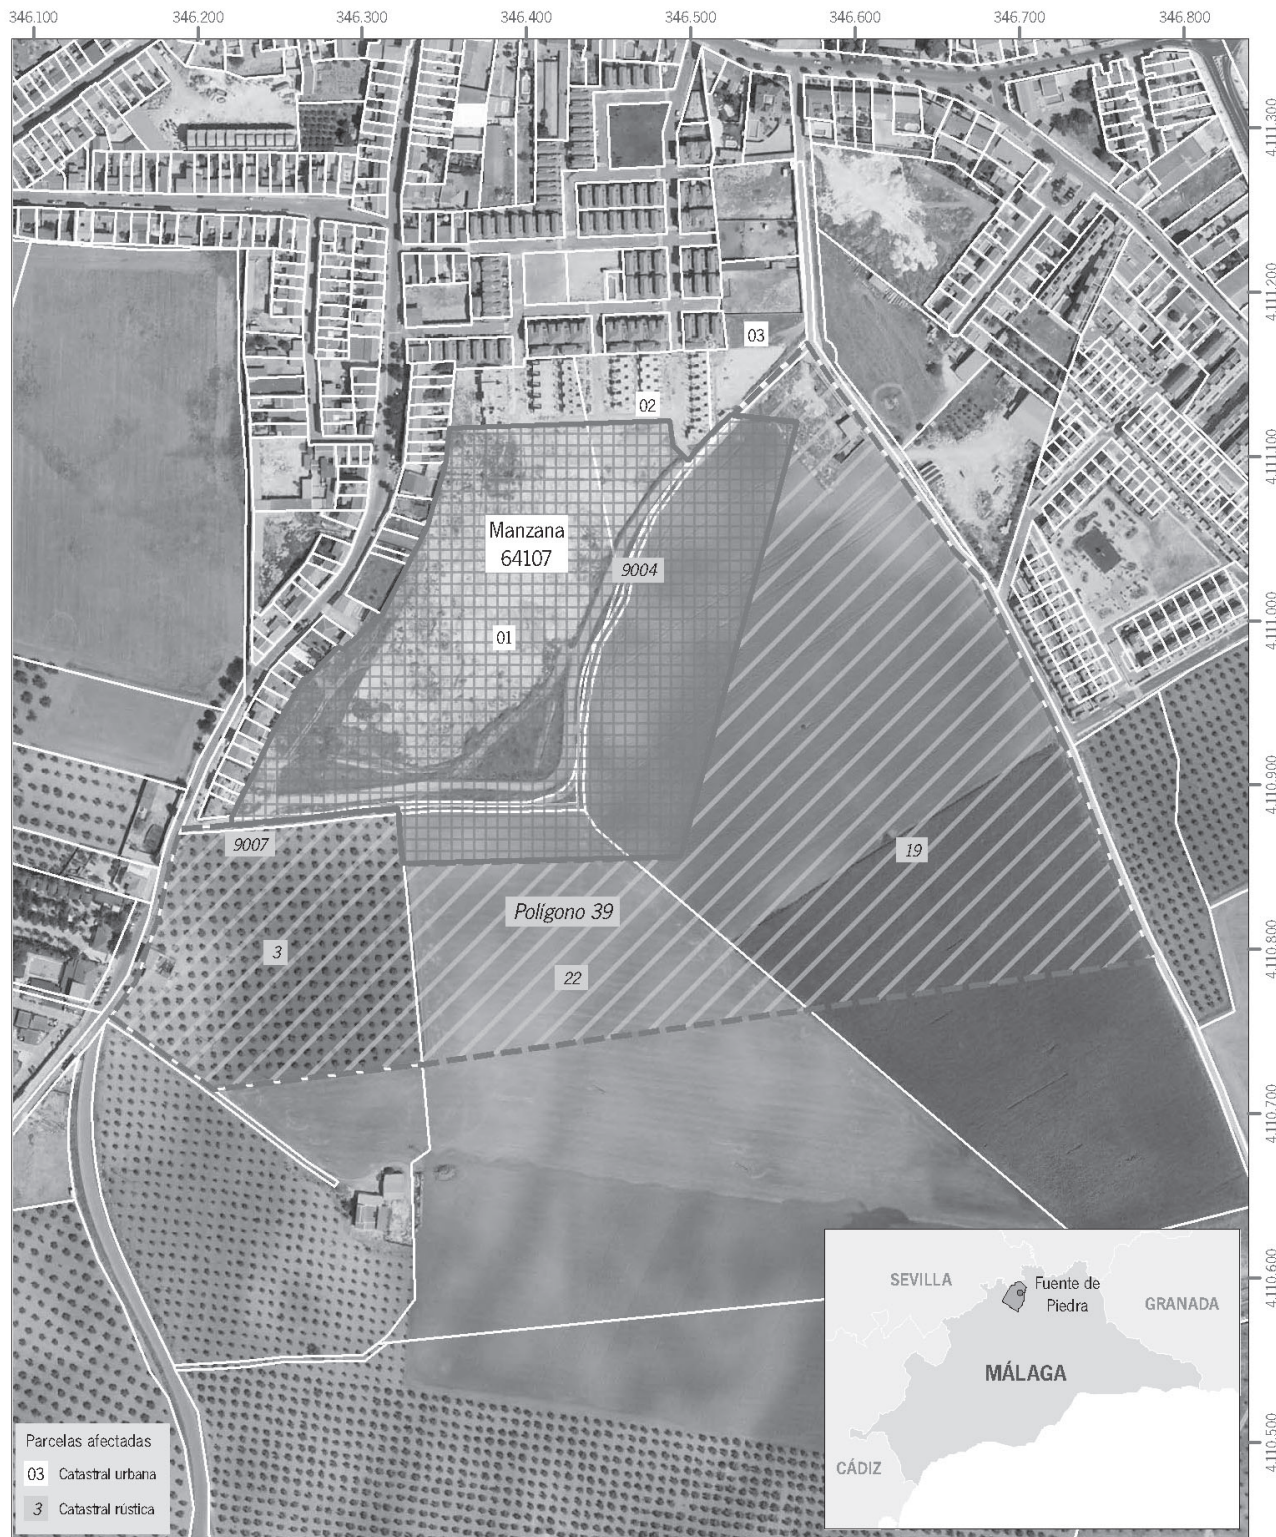 346.100
346.200
346.300
346.400
346.500
346.600
346.700
346.800
4.111.300
4.111.200
03
02
4.111.100
Manzana
64107
9004
4.111.000
01
4.110.900
9007
19
Polígono 39
4.110.800
3
22
4.110.700
SEVILLA
Fuente de
Piedra
GRANADA
4.110.600
MÁLAGA
CÁDIZ
4.110.500
Parcelas afectadas
03 Catastral urbana
3 Catastral rústica